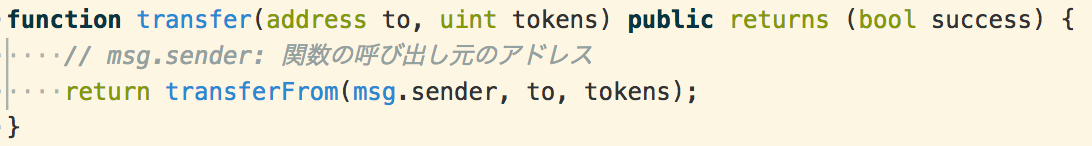 function transfer(address to, uint tokens) public returns (bool success) {
    // msg.sender: 関数の呼び出し元のアドレス
    return transferFrom(msg.sender, to, tokens);
}